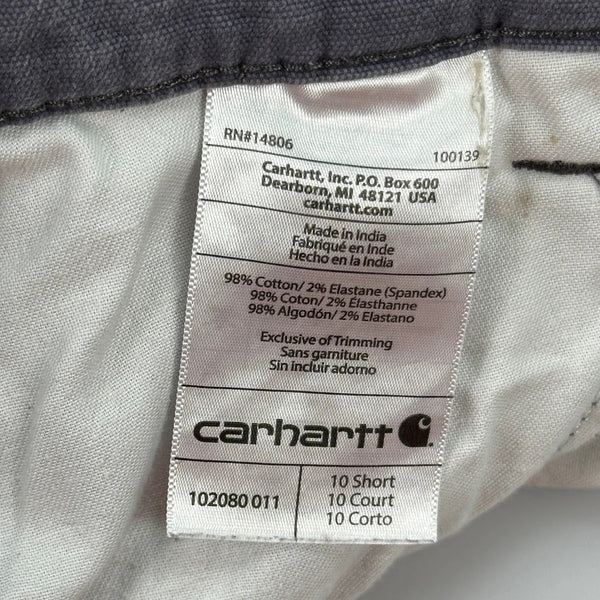 RN#14806
100139
Carhartt, Inc. P.O. Box 600
Dearborn, MI 48121 USA
carhartt.com
Made in India
Fabriqué en Inde
Hecho en la India
98% Cotton/ 2% Elastane (Spandex)
98% Coton/ 2% Élasthanne
98% Algodón/ 2% Elastano
Exclusive of Trimming
Sans garniture
Sin incluir adorno
carhartt
102080 011
10 Short
10 Court
10 Corto